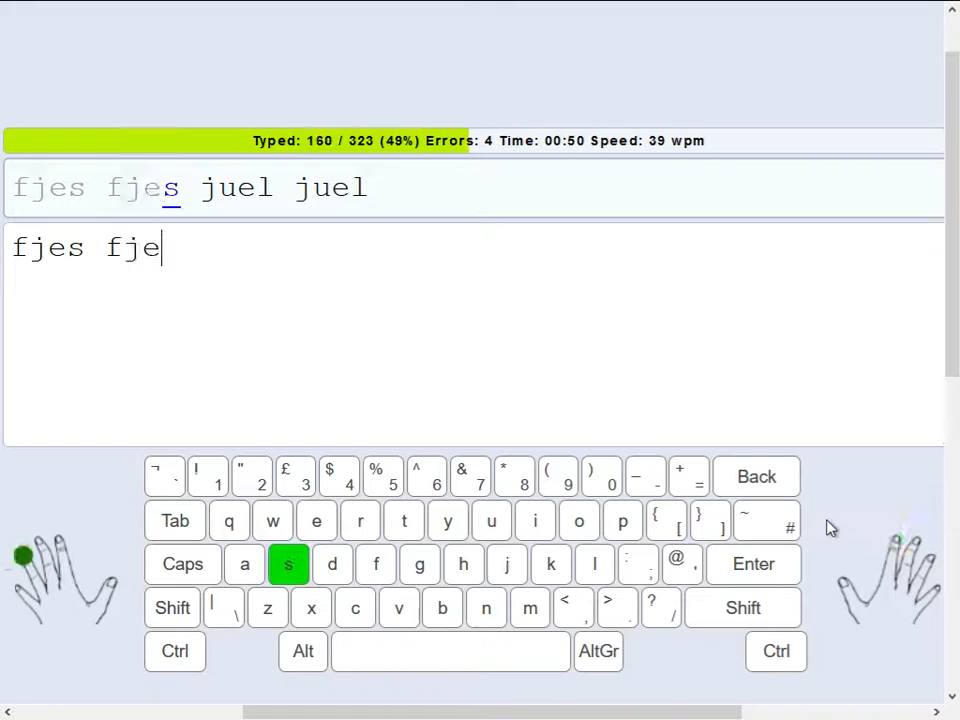 Typed: 160 / 323 (49%) Errors: 4 Time: 00:50 Speed: 39 wpm
fjes fjes juel juel
fjes fje
¬ ` ! 1 " 2 £ 3 $ 4 % 5 ^ 6 & 7 * 8 ( 9 ) 0 _ - + = Back
Tab q w e r t y u i o p { [ } ] ~ #
Caps a s d f g h j k l : ; @ ' Enter
Shift | \ z x c v b n m < , > . ? / Shift
Ctrl Alt AltGr Ctrl